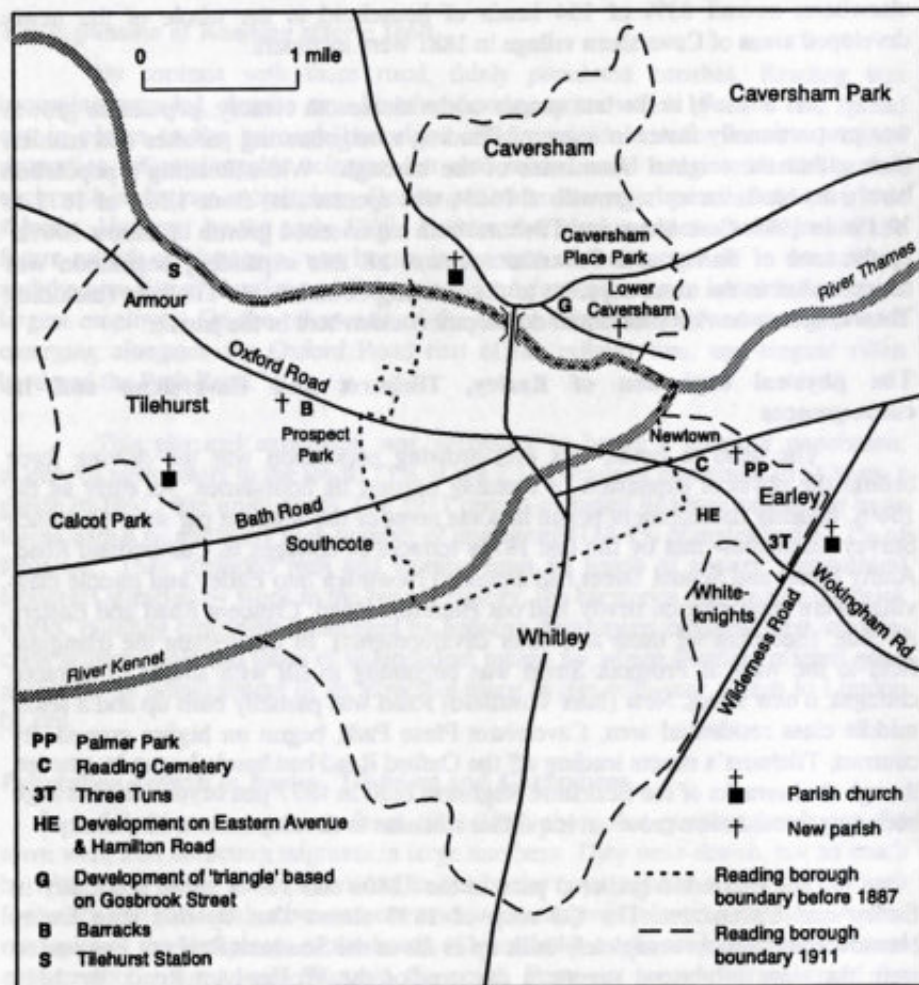 0 1 mile
Caversham Park
Caversham
Caversham
Place Park
Lower
Caversham
G
River Thames
S
Armour
Oxford Road
Tilehurst
B
Prospect
Park
Newtown
C
PP
Earley
Calcot Park
Bath Road
HE
3T
Southcote
White-
knights
Wokingham Rd
Whitley
Wilderness Road
River Kennet
PP Palmer Park
C Reading Cemetery
3T Three Tuns
HE Development on Eastern Avenue
& Hamilton Road
G Development of 'triangle' based
on Gosbrook Street
B Barracks
S Tilehurst Station
Parish church
New parish
Reading borough
boundary before 1887
Reading borough
boundary 1911